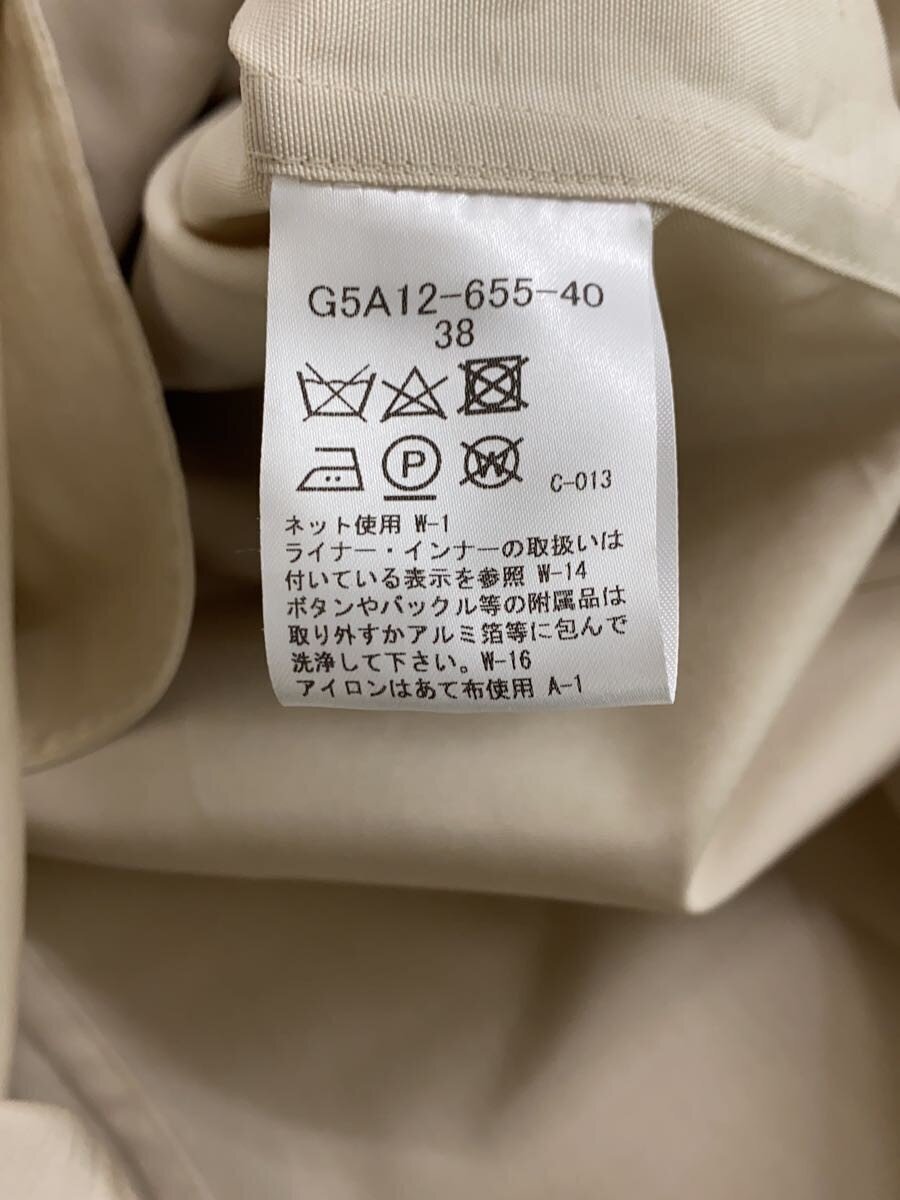 G5A12-655-40
38
P
W
C-013
ネット使用 W-1
ライナー・インナーの取扱いは
付いている表示を参照 W-14
ボタンやバックル等の附属品は
取り外すかアルミ箔等に包んで
洗浄して下さい。W-16
アイロンはあて布使用 A-1